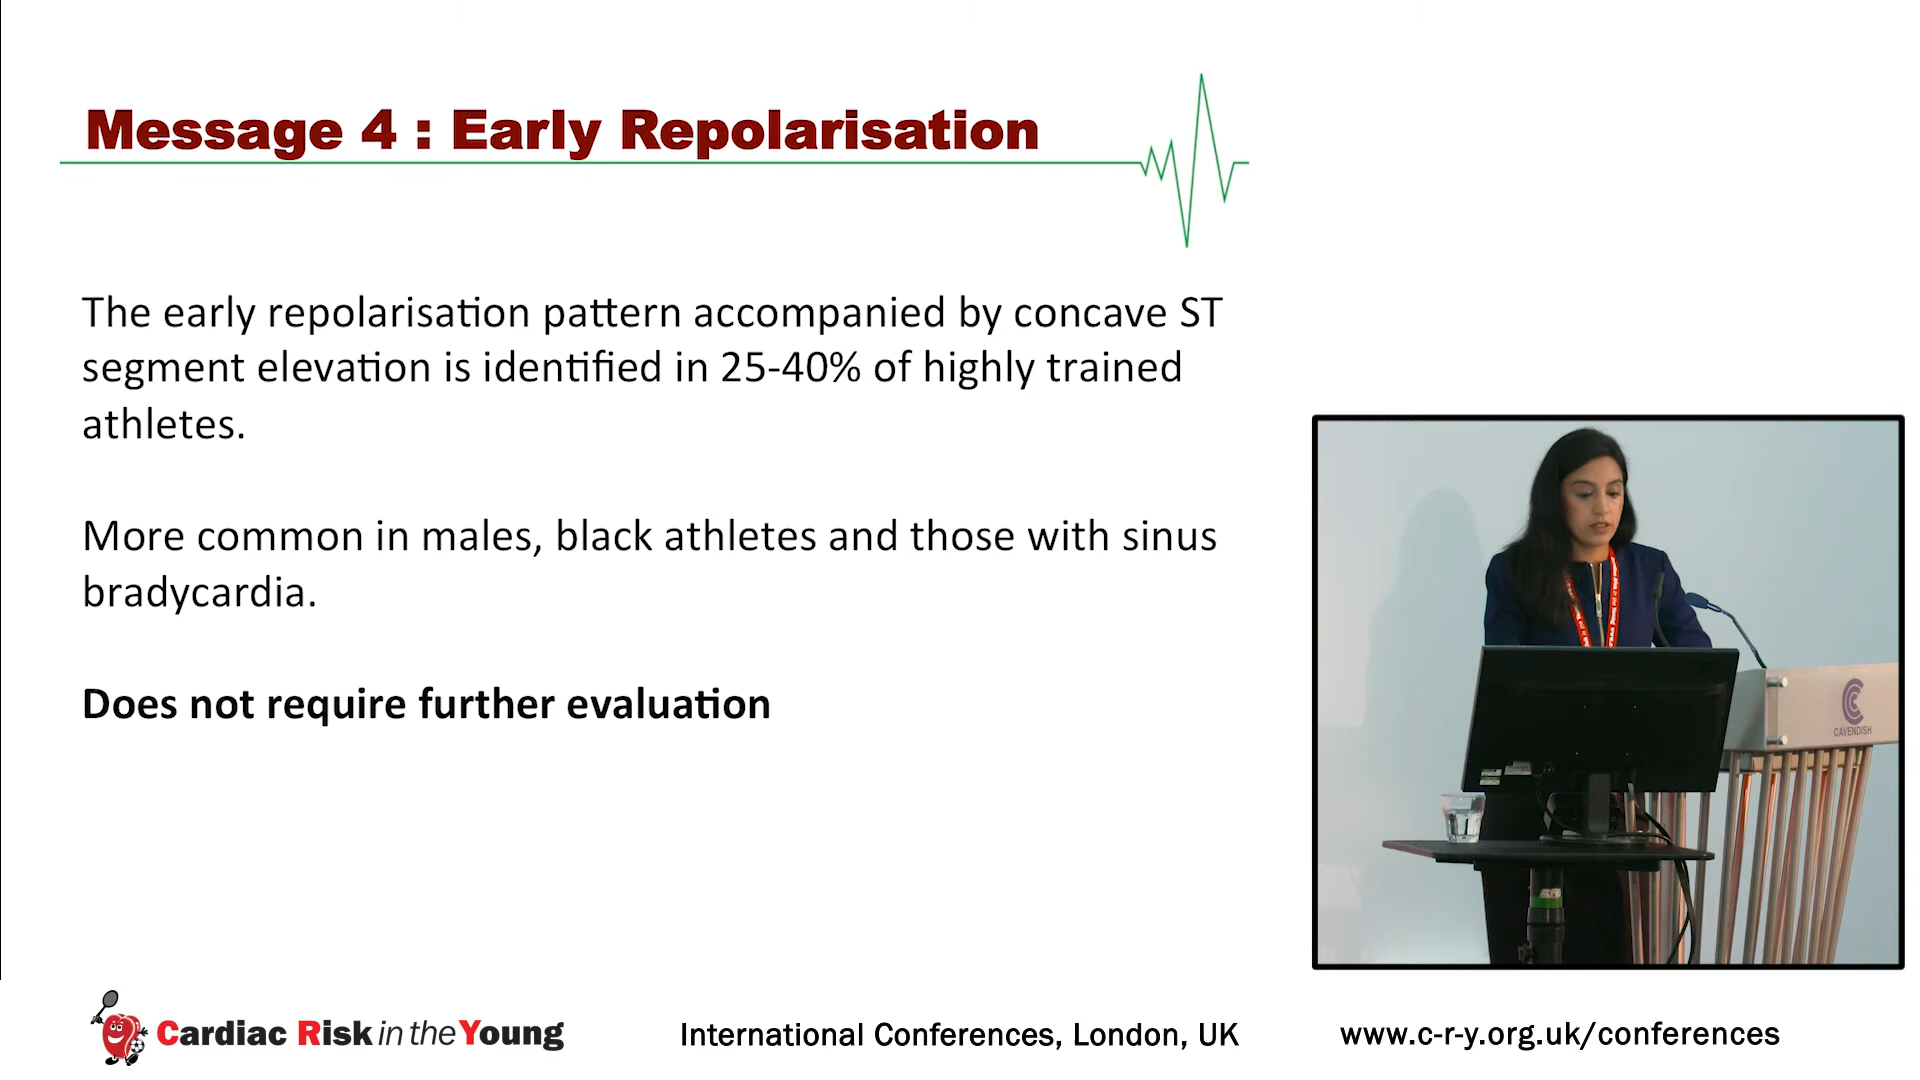 Message 4 : Early Repolarisation
The early repolarisation pattern accompanied by concave ST
segment elevation is identified in 25-40% of highly trained
athletes.
More common in males, black athletes and those with sinus
bradycardia.
Does not require further evaluation
CAVENDISH
Cardiac Risk in the Young
International Conferences, London, UK
www.c-r-y.org.uk/conferences